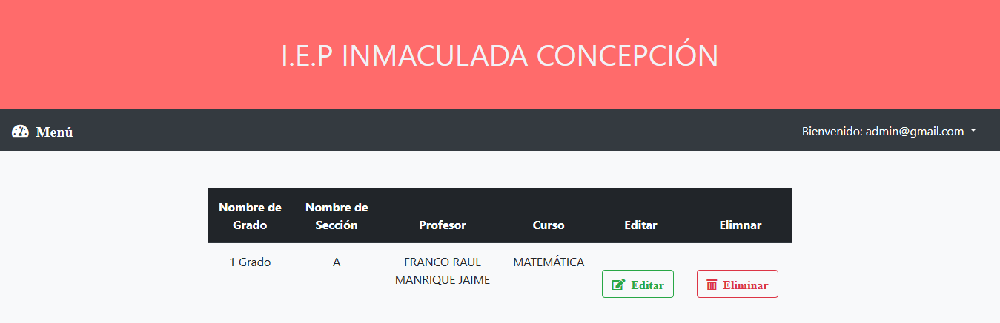 I.E.P INMACULADA CONCEPCIÓN
Menú
Bienvenido: admin@gmail.com
Nombre de Grado
Nombre de Sección
Profesor
Curso
Editar
Elimnar
1 Grado
A
FRANCO RAUL
MANRIQUE JAIME
MATEMÁTICA
Editar
Eliminar